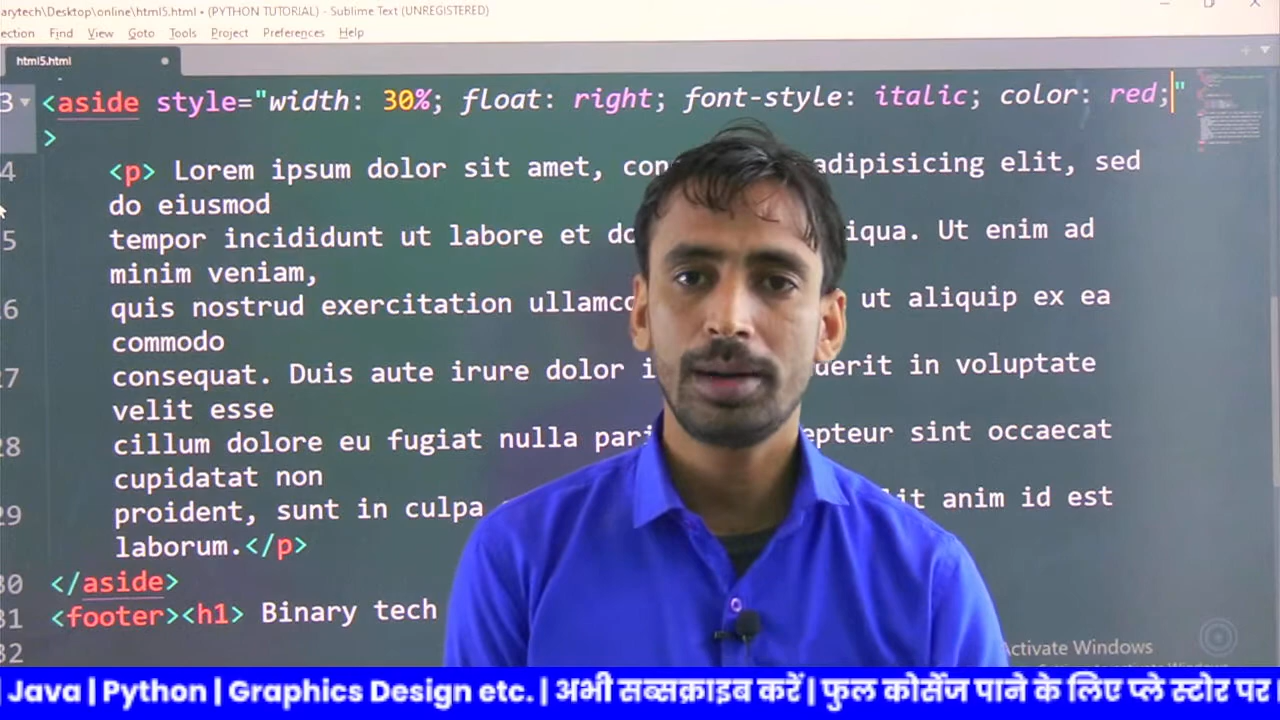 arytech\Desktop\online\html5.html • (PYTHON TUTORIAL) - Sublime Text (UNREGISTERED)
ection Find View Goto Tools Project Preferences Help
html5.html
3 <aside style="width: 30%; float: right; font-style: italic; color: red;"
>
4 <p> Lorem ipsum dolor sit amet, con adipisicing elit, sed
do eiusmod
5 tempor incididunt ut labore et do iqua. Ut enim ad
minim veniam,
6 quis nostrud exercitation ullamco ut aliquip ex ea
commodo
27 consequat. Duis aute irure dolor i uerit in voluptate
velit esse
28 cillum dolore eu fugiat nulla pari epteur sint occaecat
cupidatat non
29 proident, sunt in culpa it anim id est
laborum.</p>
30 </aside>
31 <footer><h1> Binary tech
32
Activate Windows
| Java | Python | Graphics Design etc. | अभी सब्सक्राइब करें | फुल कोर्सेज पाने के लिए प्ले स्टोर पर